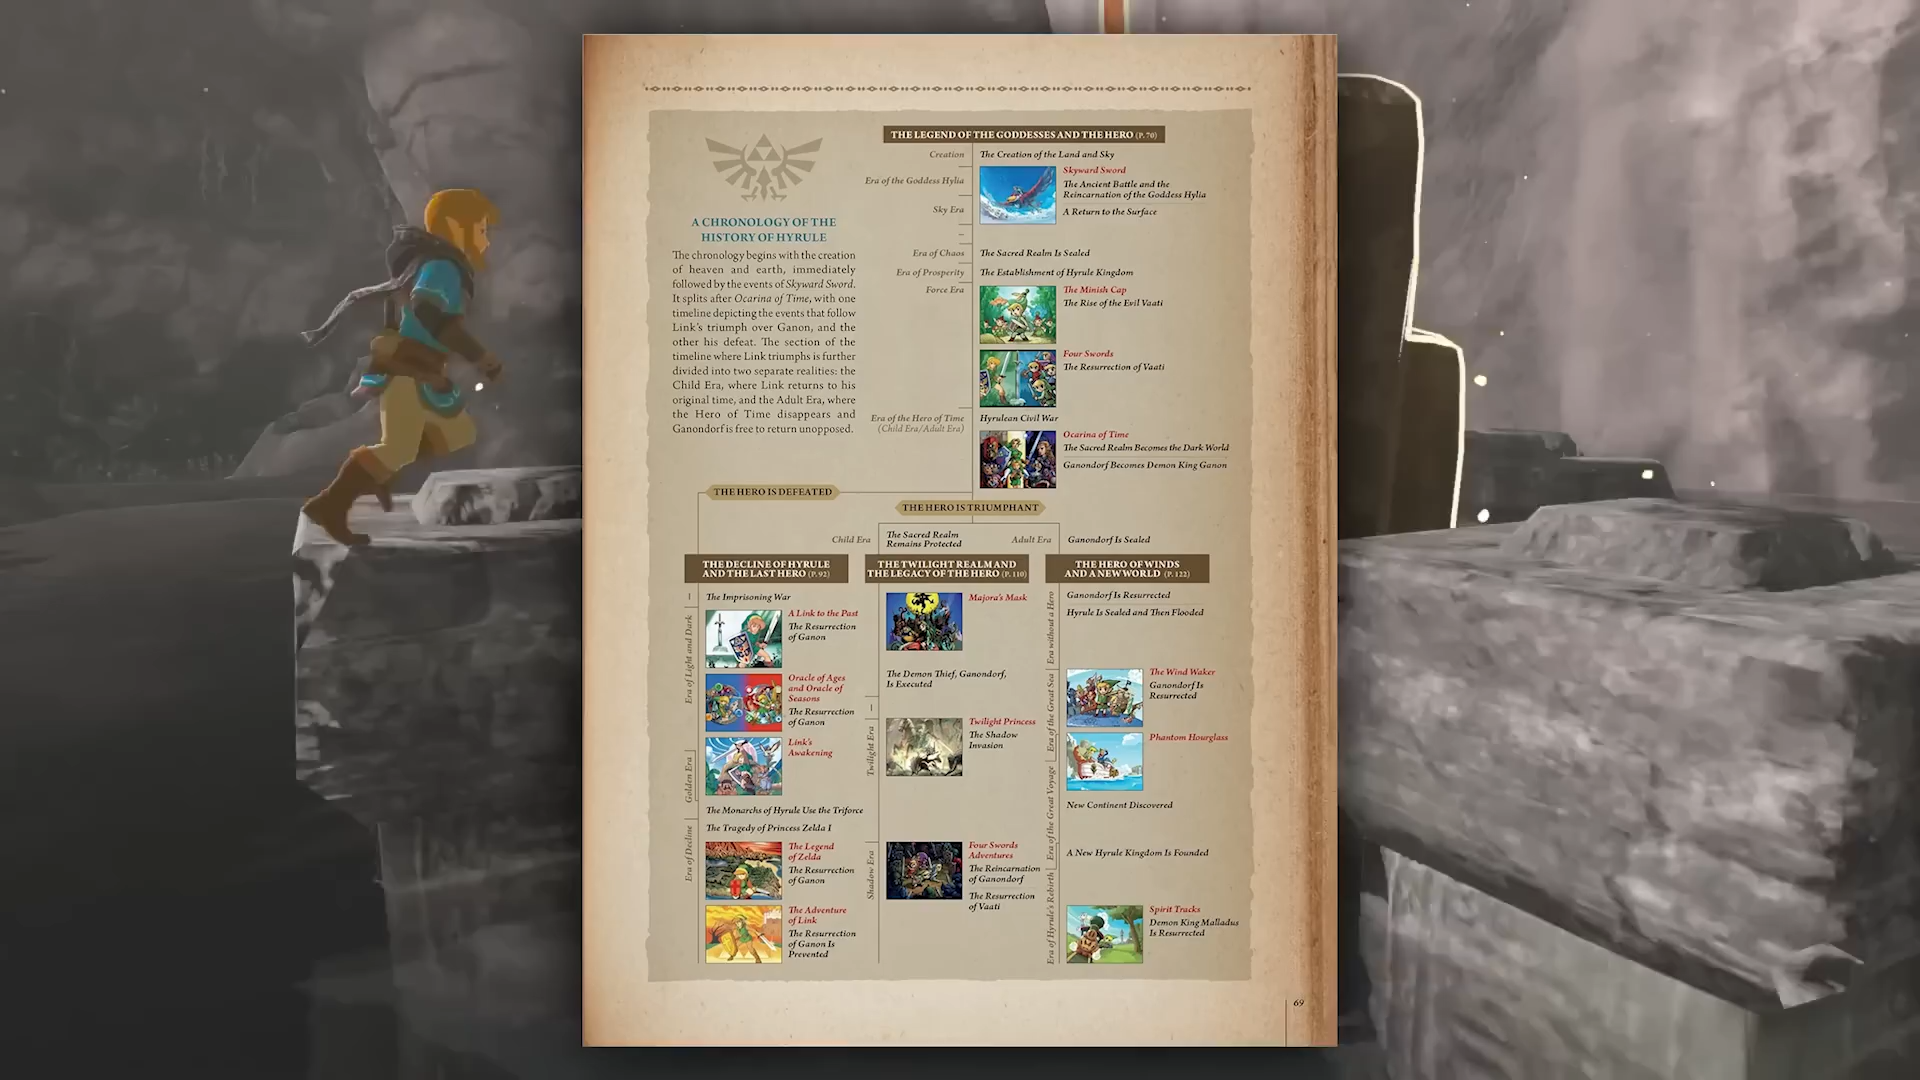 THE LEGEND OF THE GODDESSES AND THE HERO (P. 70)
Creation
The Creation of the Land and Sky
Era of the Goddess Hylia
Skyward Sword
The Ancient Battle and the
Reincarnation of the Goddess Hylia
Sky Era
A Return to the Surface
A CHRONOLOGY OF THE
HISTORY OF HYRULE
The chronology begins with the creation
of heaven and earth, immediately
followed by the events of Skyward Sword.
It splits after Ocarina of Time, with one
timeline depicting the events that follow
Link's triumph over Ganon, and the
other his defeat. The section of the
timeline where Link triumphs is further
divided into two separate realities: the
Child Era, where Link returns to his
original time, and the Adult Era, where
the Hero of Time disappears and
Ganondorf is free to return unopposed.
Era of Chaos
The Sacred Realm Is Sealed
Era of Prosperity
The Establishment of Hyrule Kingdom
Force Era
The Minish Cap
The Rise of the Evil Vaati
Four Swords
The Resurrection of Vaati
Era of the Hero of Time
(Child Era/Adult Era)
Hyrulean Civil War
Ocarina of Time
The Sacred Realm Becomes the Dark World
Ganondorf Becomes Demon King Ganon
THE HERO IS DEFEATED
THE HERO IS TRIUMPHANT
Child Era
The Sacred Realm
Remains Protected
Adult Era
Ganondorf Is Sealed
THE DECLINE OF HYRULE
AND THE LAST HERO (P. 92)
The Imprisoning War
Era of Light and Dark
A Link to the Past
The Resurrection
of Ganon
Oracle of Ages
and Oracle of
Seasons
The Resurrection
of Ganon
Link's
Awakening
Golden Era
The Monarchs of Hyrule Use the Triforce
The Tragedy of Princess Zelda I
Era of Decline
The Legend
of Zelda
The Resurrection
of Ganon
The Adventure
of Link
The Resurrection
of Ganon Is
Prevented
THE TWILIGHT REALM AND
THE LEGACY OF THE HERO (P. 110)
Majora's Mask
The Demon Thief, Ganondorf,
Is Executed
Twilight Era
Twilight Princess
The Shadow
Invasion
Shadow Era
Four Swords
Adventures
The Reincarnation
of Ganondorf
The Resurrection
of Vaati
THE HERO OF WINDS
AND A NEW WORLD (P. 122)
Era without a Hero
Ganondorf Is Resurrected
Hyrule Is Sealed and Then Flooded
Era of the Great Sea
The Wind Waker
Ganondorf Is
Resurrected
Phantom Hourglass
Era of the Great Voyage
New Continent Discovered
A New Hyrule Kingdom Is Founded
Era of Hyrule's Rebirth
Spirit Tracks
Demon King Malladus
Is Resurrected
69